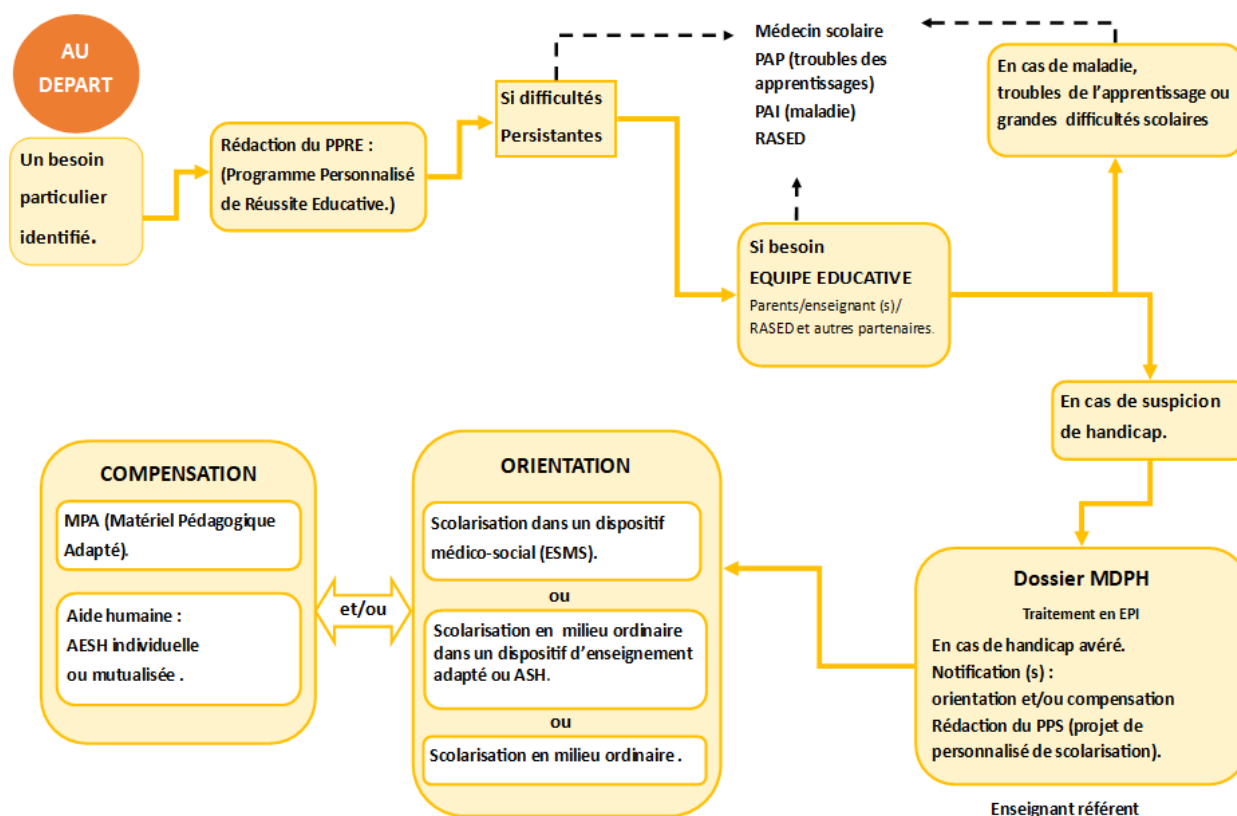 AU
DEPART
Un besoin
particulier
identifié.
Rédaction du PPRE :
(Programme Personnalisé
de Réussite Educative.)
Si difficultés
Persistantes
Médecin scolaire
PAP (troubles des
apprentissages)
PAI (maladie)
RASED
En cas de maladie,
troubles de l'apprentissage ou
grandes difficultés scolaires
Si besoin
EQUIPE EDUCATIVE
Parents/enseignant (s)/
RASED et autres partenaires.
En cas de suspicion
de handicap.
Dossier MDPH
Traitement en EPI
En cas de handicap avéré.
Notification (s) :
orientation et/ou compensation
Rédaction du PPS (projet de
personnalisé de scolarisation).
Enseignant référent
ORIENTATION
Scolarisation dans un dispositif
médico-social (ESMS).
ou
Scolarisation en milieu ordinaire
dans un dispositif d'enseignement
adapté ou ASH.
ou
Scolarisation en milieu ordinaire .
et/ou
COMPENSATION
MPA (Matériel Pédagogique
Adapté).
Aide humaine :
AESH individuelle
ou mutualisée .